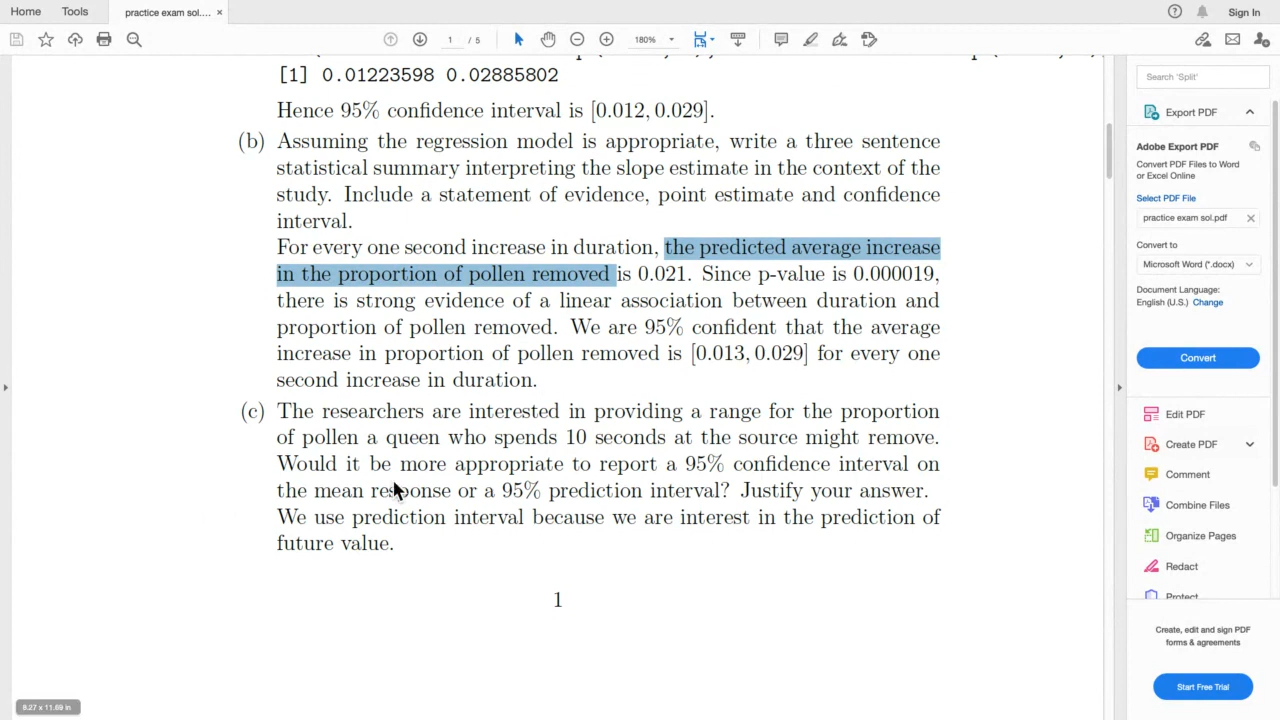 Home
Tools
practice exam sol.... ×
Sign In
1 / 5
180%
[1] 0.01223598 0.02885802
Hence 95% confidence interval is [0.012, 0.029].
(b) Assuming the regression model is appropriate, write a three sentence
statistical summary interpreting the slope estimate in the context of the
study. Include a statement of evidence, point estimate and confidence
interval.
For every one second increase in duration, the predicted average increase
in the proportion of pollen removed is 0.021. Since p-value is 0.000019,
there is strong evidence of a linear association between duration and
proportion of pollen removed. We are 95% confident that the average
increase in proportion of pollen removed is [0.013, 0.029] for every one
second increase in duration.
(c) The researchers are interested in providing a range for the proportion
of pollen a queen who spends 10 seconds at the source might remove.
Would it be more appropriate to report a 95% confidence interval on
the mean response or a 95% prediction interval? Justify your answer.
We use prediction interval because we are interest in the prediction of
future value.
1
8.27 x 11.69 in
Search 'Split'
Export PDF
Adobe Export PDF
Convert PDF Files to Word
or Excel Online
Select PDF File
practice exam sol.pdf
Convert to
Microsoft Word (*.docx)
Document Language:
English (U.S.) Change
Convert
Edit PDF
Create PDF
Comment
Combine Files
Organize Pages
Redact
Protect
Create, edit and sign PDF
forms & agreements
Start Free Trial